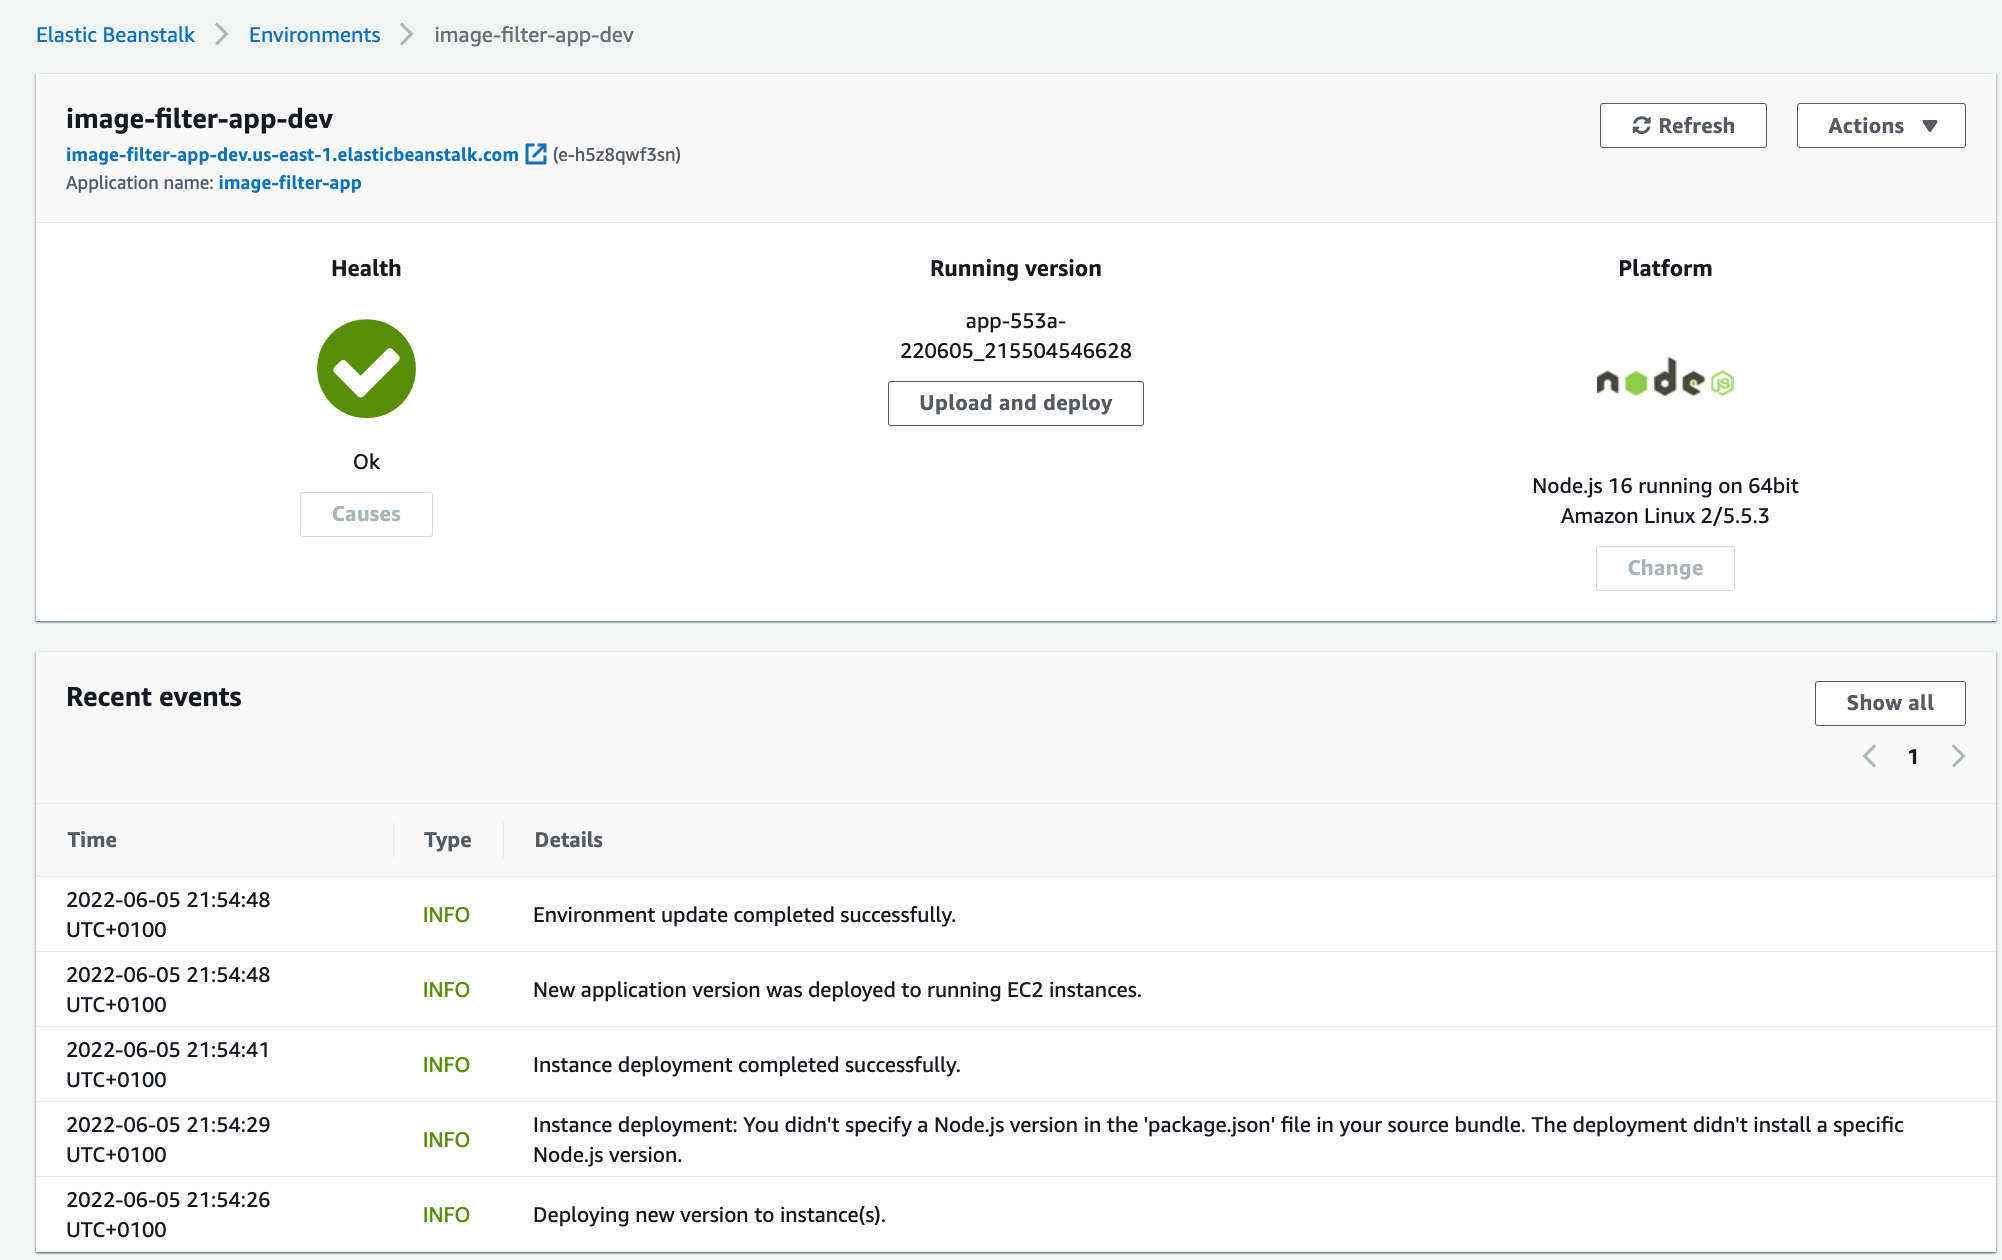 Elastic Beanstalk > Environments > image-filter-app-dev
image-filter-app-dev
Refresh
Actions ▼
image-filter-app-dev.us-east-1.elasticbeanstalk.com (e-h5z8qwf3sn)
Application name: image-filter-app
Health
Ok
Causes
Running version
app-553a-
220605_215504546628
Upload and deploy
Platform
node JS
Node.js 16 running on 64bit
Amazon Linux 2/5.5.3
Change
Recent events
Show all
< 1 >
Time Type Details
2022-06-05 21:54:48
UTC+0100
INFO
Environment update completed successfully.
2022-06-05 21:54:48
UTC+0100
INFO
New application version was deployed to running EC2 instances.
2022-06-05 21:54:41
UTC+0100
INFO
Instance deployment completed successfully.
2022-06-05 21:54:29
UTC+0100
INFO
Instance deployment: You didn't specify a Node.js version in the 'package.json' file in your source bundle. The deployment didn't install a specific
Node.js version.
2022-06-05 21:54:26
UTC+0100
INFO
Deploying new version to instance(s).